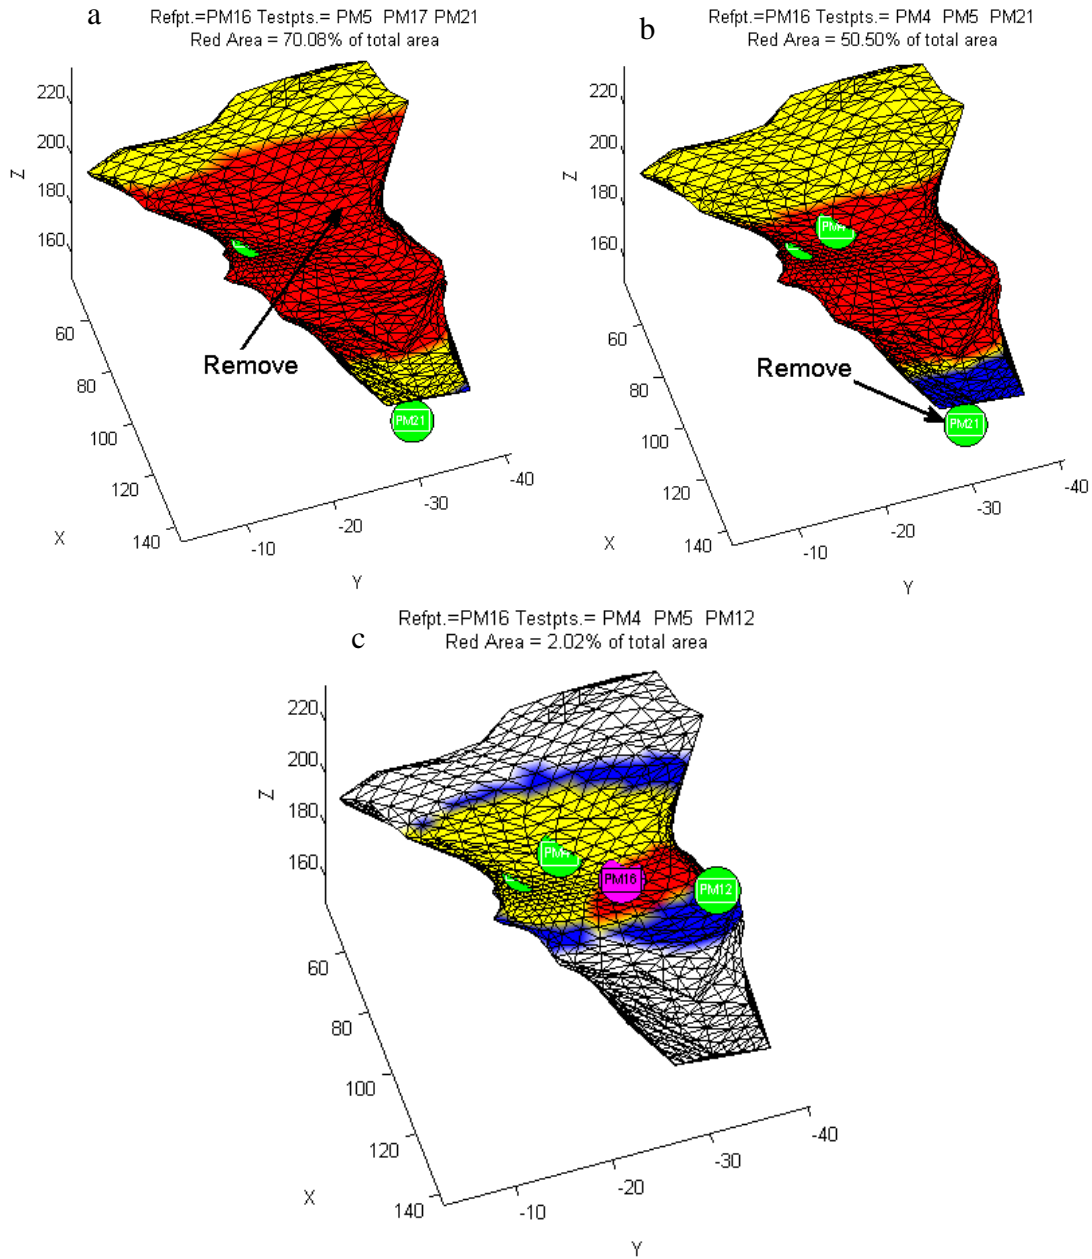 a
Refpt.=PM16 Testpts.= PM5 PM17 PM21
Red Area = 70.08% of total area
Z
220
200
180
160
Remove
PM21
60
80
100
120
140
X
-10
-20
-30
-40
Y
b
Refpt.=PM16 Testpts.= PM4 PM5 PM21
Red Area = 50.50% of total area
Z
220
200
180
160
PM4
Remove
PM21
60
80
100
120
140
X
-10
-20
-30
-40
Y
c
Refpt.=PM16 Testpts.= PM4 PM5 PM12
Red Area = 2.02% of total area
Z
220
200
180
160
PM4
PM16
PM12
60
80
100
120
140
X
-10
-20
-30
-40
Y